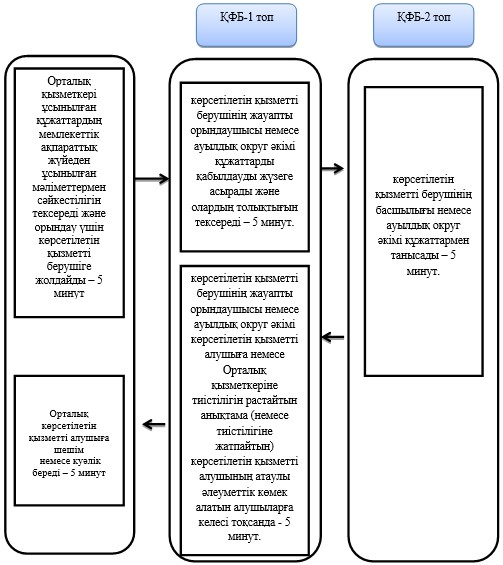 ҚФБ-1 топ
ҚФБ-2 топ
Орталық
қызметкері
ұсынылған
құжаттардың
мемлекеттік
ақпараттық
жүйеден
ұсынылған
мәліметтермен
сәйкестілігін
тексереді және
орындау үшін
көрсетілетін
қызметті
берушіге
жолдайды – 5
минут
көрсетілетін қызметті
берушінің жауапты
орындаушысы немесе
ауылдық округ әкімі
құжаттарды
қабылдауды жүзеге
асырады және
олардың толықтығын
тексереді – 5 минут.
көрсетілетін
қызметті берушінің
басшылығы немесе
ауылдық округ
әкімі құжаттармен
танысады – 5
минут.
көрсетілетін қызметті
берушінің жауапты
орындаушысы немесе
ауылдық округ әкімі
көрсетілетін қызметті
алушыға немесе
Орталық
қызметкеріне
тиістілігін растайтын
анықтама (немесе
тиістілігіне
жатпайтын)
көрсетілетін қызметті
алушының атаулы
әлеуметтік көмек
алатын алушыларға
келесі тоқсанда - 5
минут.
Орталық
көрсетілетін
қызметті алушыға
шешім
немесе куәлік
береді – 5 минут